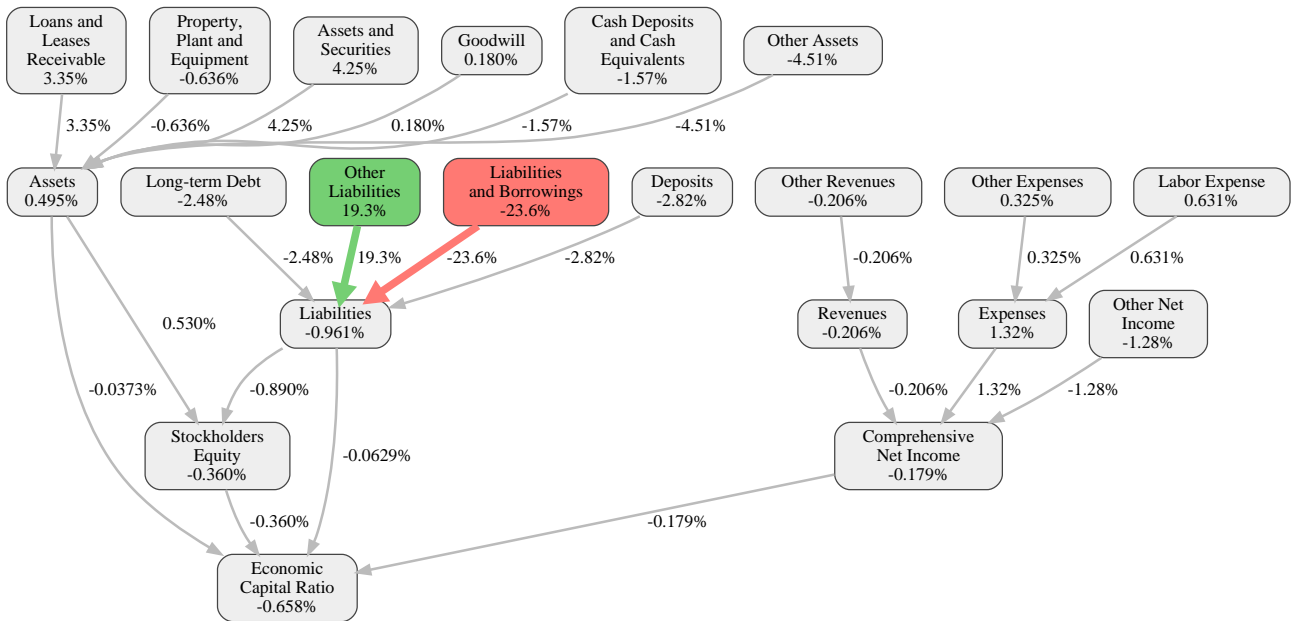 Loans and
Leases
Receivable
3.35%
Property,
Plant and
Equipment
-0.636%
Assets and
Securities
4.25%
Goodwill
0.180%
Cash Deposits
and Cash
Equivalents
-1.57%
Other Assets
-4.51%
3.35%
-0.636%
4.25%
0.180%
-1.57%
-4.51%
Assets
0.495%
Long-term Debt
-2.48%
Other
Liabilities
19.3%
Liabilities
and Borrowings
-23.6%
Deposits
-2.82%
Other Revenues
-0.206%
Other Expenses
0.325%
Labor Expense
0.631%
-2.48%
19.3%
-23.6%
-2.82%
-0.206%
0.325%
0.631%
0.530%
Liabilities
-0.961%
Revenues
-0.206%
Expenses
1.32%
Other Net
Income
-1.28%
-0.0373%
-0.890%
-0.206%
1.32%
-1.28%
Stockholders
Equity
-0.360%
-0.0629%
Comprehensive
Net Income
-0.179%
-0.360%
-0.179%
Economic
Capital Ratio
-0.658%